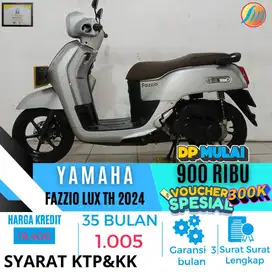 Fazzio
DP MULAI
900 RIBU
VOUCHER 300K
SPESIAL
YAMAHA
FAZZIO LUX TH 2024
HARGA KREDIT
35 BULAN
1.005
SYARAT KTP&KK
Garansi 3
bulan
Surat Surat
Lengkap